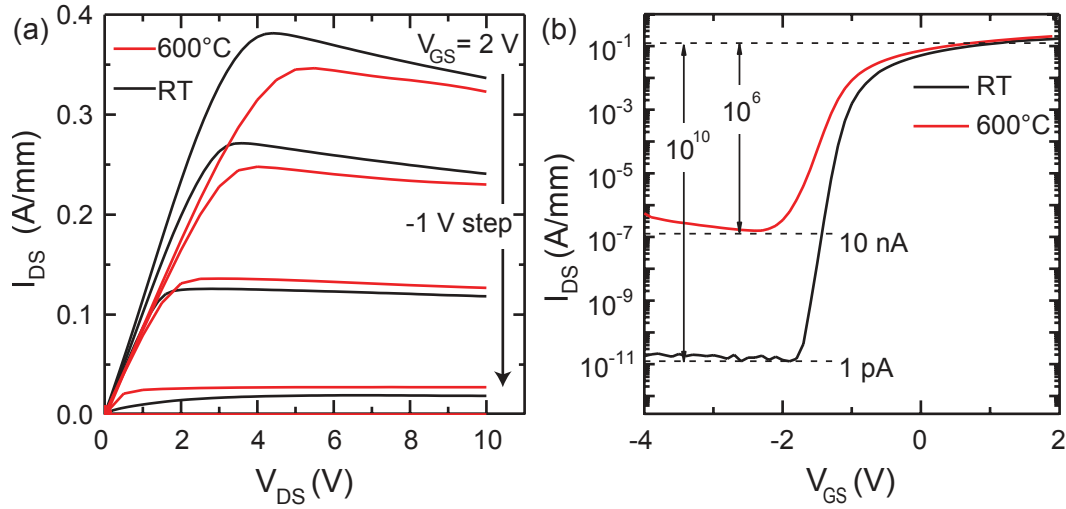 (a)
600°C
RT
V_GS = 2 V
-1 V step
0.4
0.3
0.2
0.1
0.0
I_DS (A/mm)
0 2 4 6 8 10
V_DS (V)
(b)
RT
600°C
10^6
10^10
10 nA
1 pA
10^-1
10^-3
10^-5
10^-7
10^-9
10^-11
I_DS (A/mm)
-4 -2 0 2
V_GS (V)